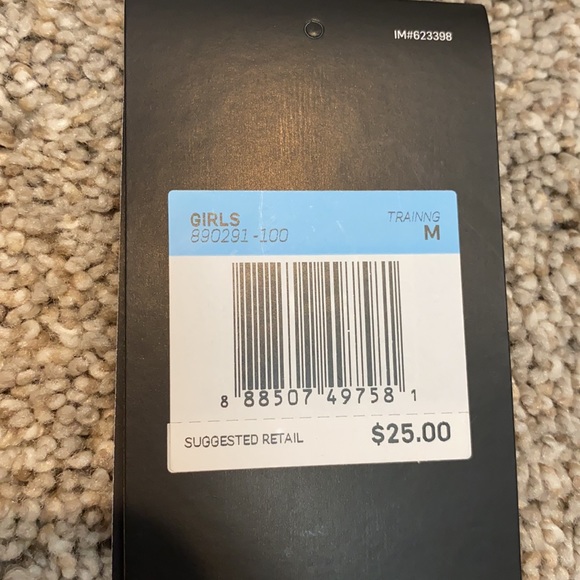 IM#623398
GIRLS TRAINNG
890291-100 M
8 88507 49758 1
SUGGESTED RETAIL $25.00